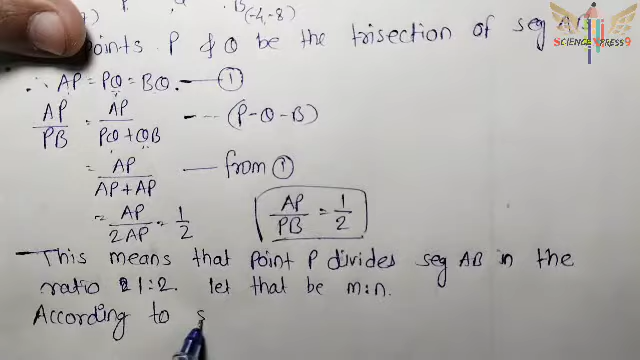 P Q B
(-4,-8)
Points P & Q be the trisection of seg AB.
SCIENCE XPRESS 9
∴ AP = PQ = BQ. — ①
AP/PB = AP/PQ + QB --- (P-Q-B)
= AP/AP + AP — from ①
= AP/2AP = 1/2 AP/PB = 1/2
This means that point P divides seg AB in the
ratio 1:2. let that be m:n.
According to s